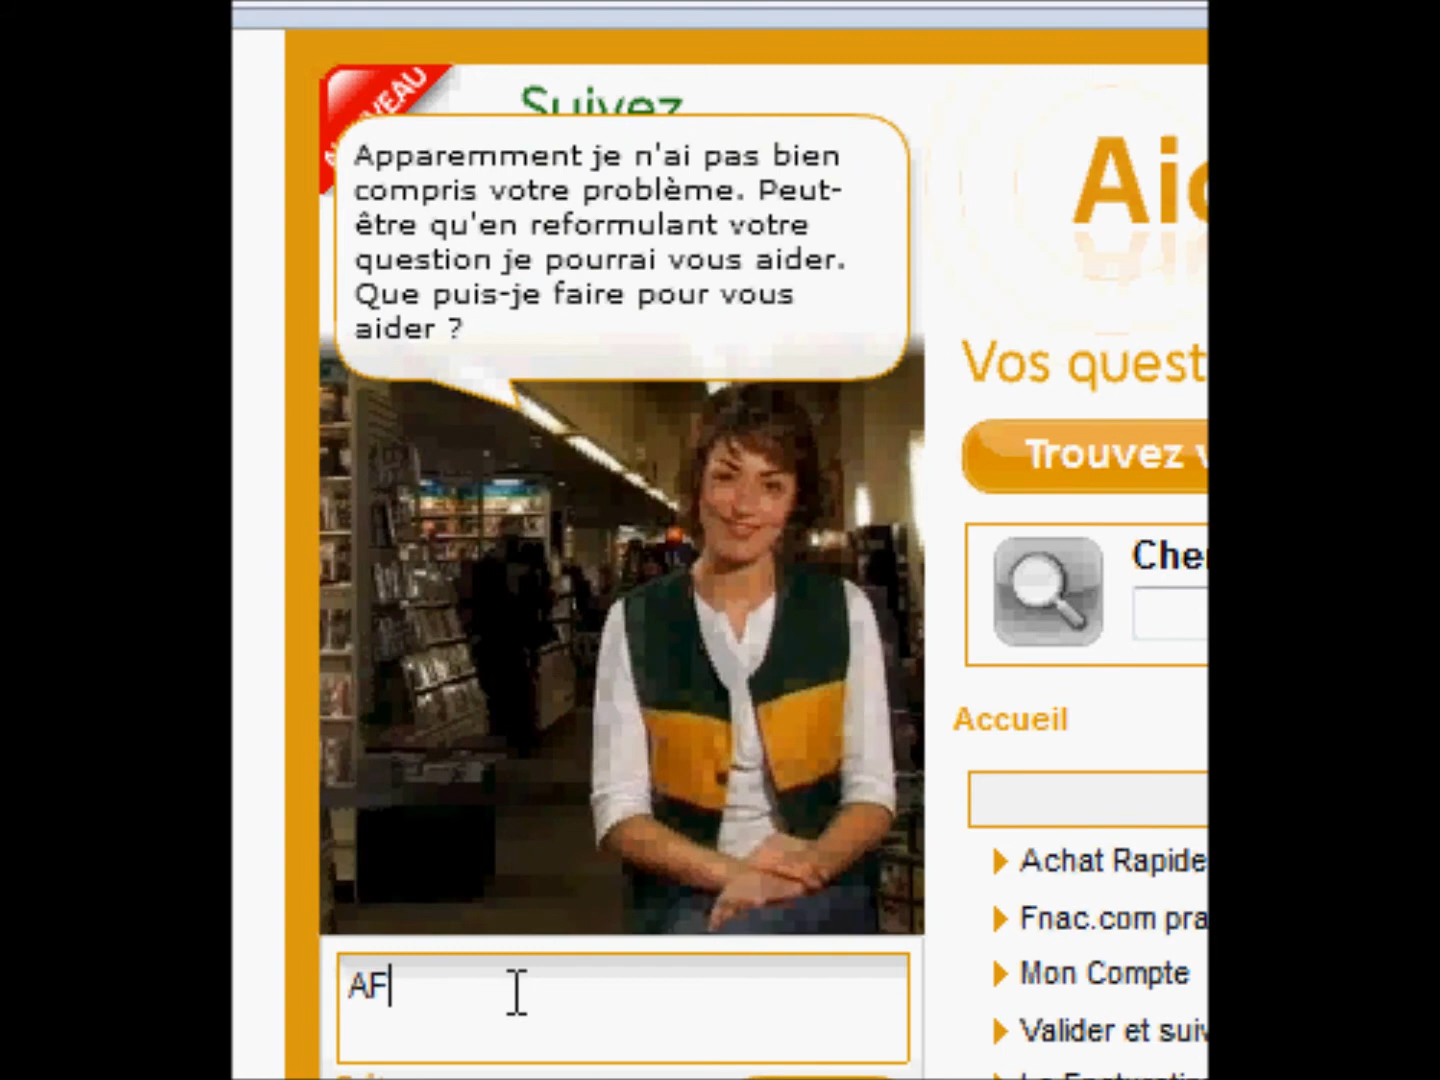 Suivez
Apparemment je n'ai pas bien
compris votre problème. Peut-
être qu'en reformulant votre
question je pourrai vous aider.
Que puis-je faire pour vous
aider ?
Vos quest
Trouvez v
Cher
Accueil
Achat Rapide
Fnac.com pra
Mon Compte
Valider et suiv
AF